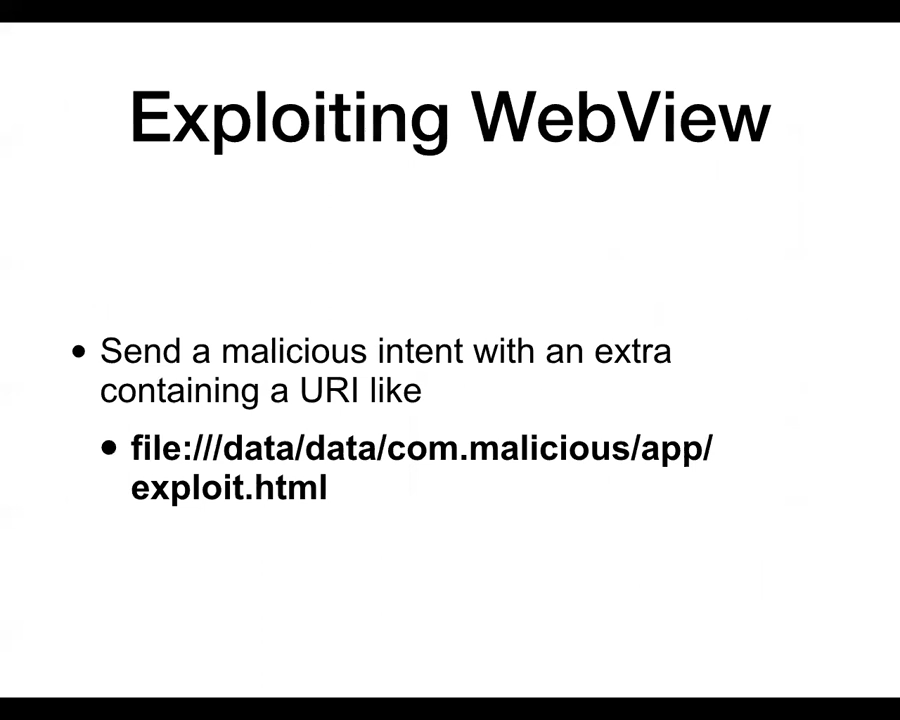 Exploiting WebView
• Send a malicious intent with an extra
containing a URI like
• file:///data/data/com.malicious/app/
exploit.html